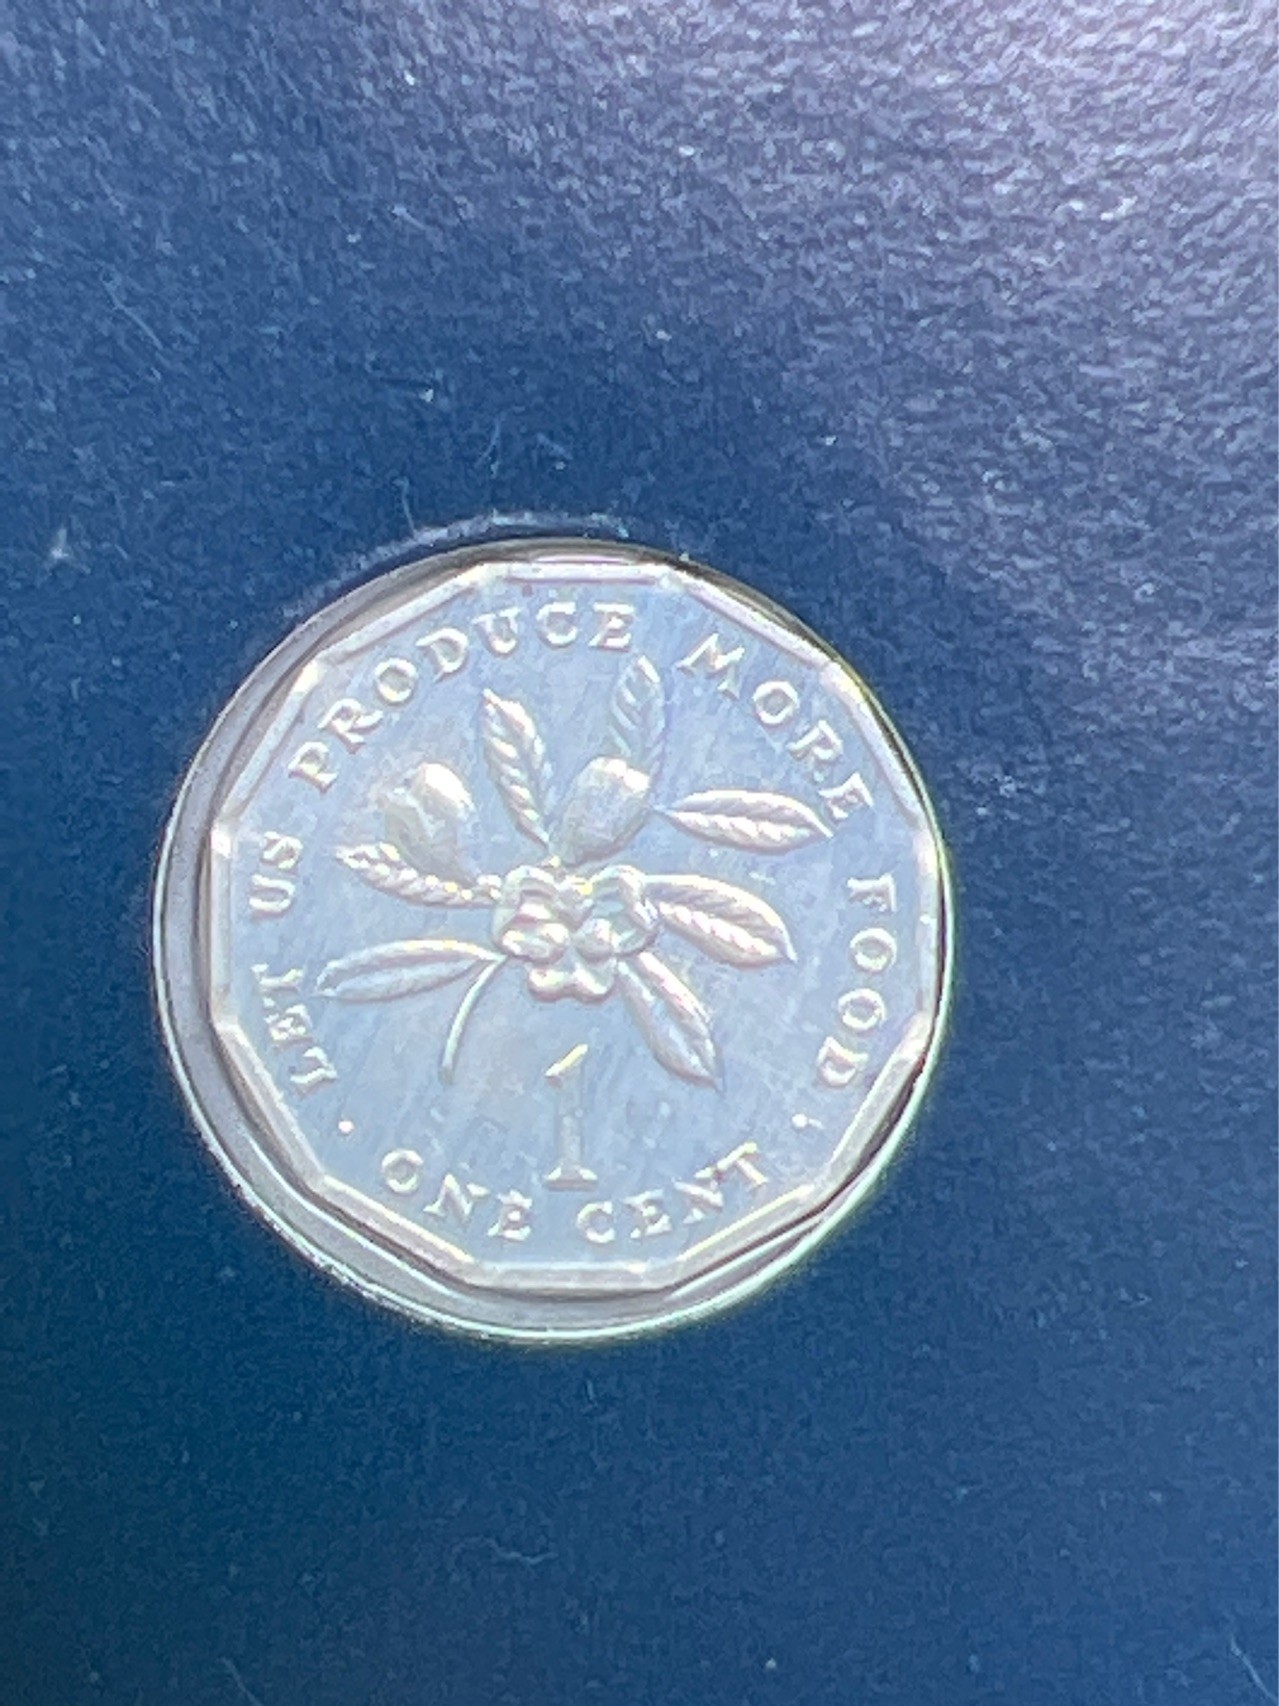 LET US PRODUCE MORE FOOD
1
ONE CENT